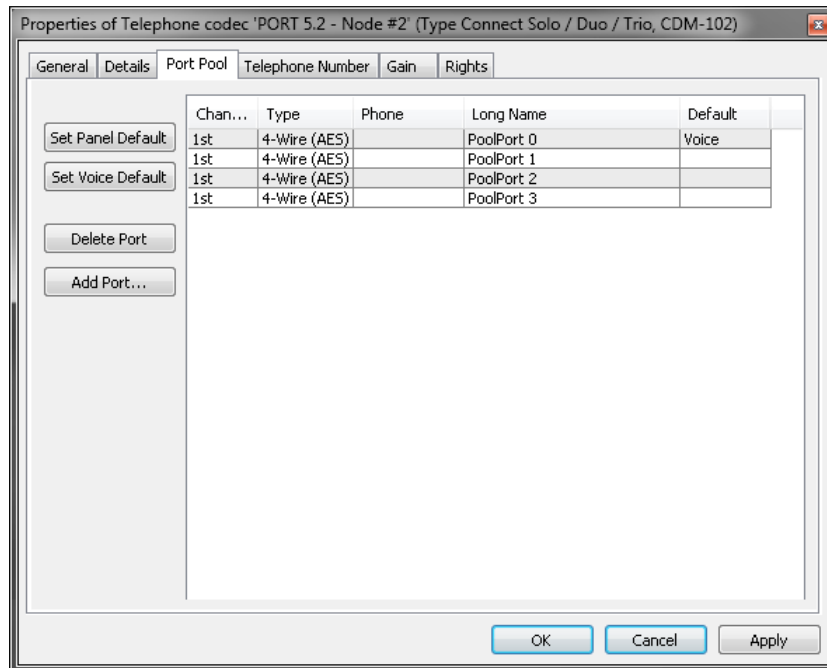 Properties of Telephone codec 'PORT 5.2 - Node #2' (Type Connect Solo / Duo / Trio, CDM-102)
General Details Port Pool Telephone Number Gain Rights
Chan... Type Phone Long Name Default
Set Panel Default
Set Voice Default
Delete Port
Add Port...
1st 4-Wire (AES) PoolPort 0 Voice
1st 4-Wire (AES) PoolPort 1
1st 4-Wire (AES) PoolPort 2
1st 4-Wire (AES) PoolPort 3
OK Cancel Apply